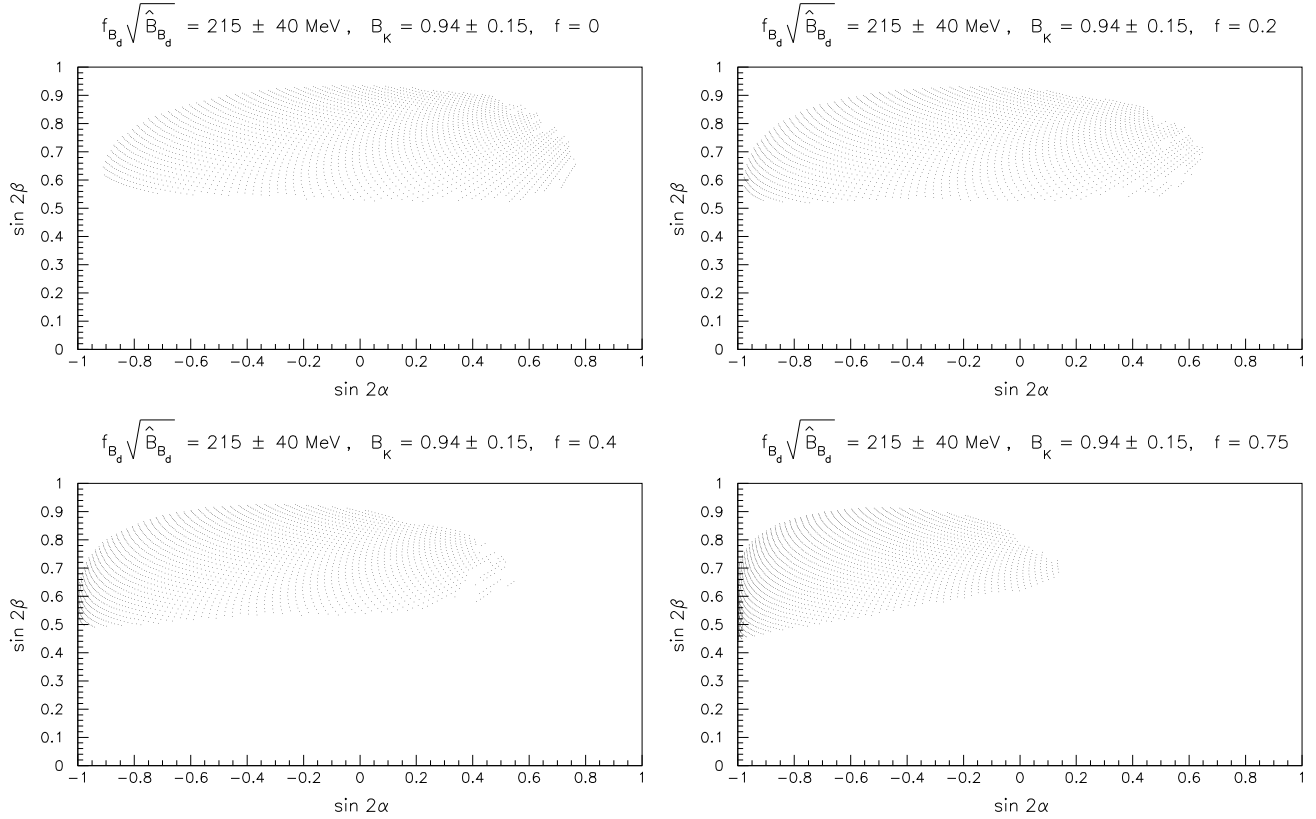 f_{B_d} √B̂_{B_d} = 215 ± 40 MeV, B_K = 0.94 ± 0.15, f = 0
1
0.9
0.8
0.7
0.6
0.5
0.4
0.3
0.2
0.1
0
sin 2β
−1 −0.8 −0.6 −0.4 −0.2 0 0.2 0.4 0.6 0.8 1
sin 2α
f_{B_d} √B̂_{B_d} = 215 ± 40 MeV, B_K = 0.94 ± 0.15, f = 0.2
1
0.9
0.8
0.7
0.6
0.5
0.4
0.3
0.2
0.1
0
sin 2β
−1 −0.8 −0.6 −0.4 −0.2 0 0.2 0.4 0.6 0.8 1
sin 2α
f_{B_d} √B̂_{B_d} = 215 ± 40 MeV, B_K = 0.94 ± 0.15, f = 0.4
1
0.9
0.8
0.7
0.6
0.5
0.4
0.3
0.2
0.1
0
sin 2β
−1 −0.8 −0.6 −0.4 −0.2 0 0.2 0.4 0.6 0.8 1
sin 2α
f_{B_d} √B̂_{B_d} = 215 ± 40 MeV, B_K = 0.94 ± 0.15, f = 0.75
1
0.9
0.8
0.7
0.6
0.5
0.4
0.3
0.2
0.1
0
sin 2β
−1 −0.8 −0.6 −0.4 −0.2 0 0.2 0.4 0.6 0.8 1
sin 2α